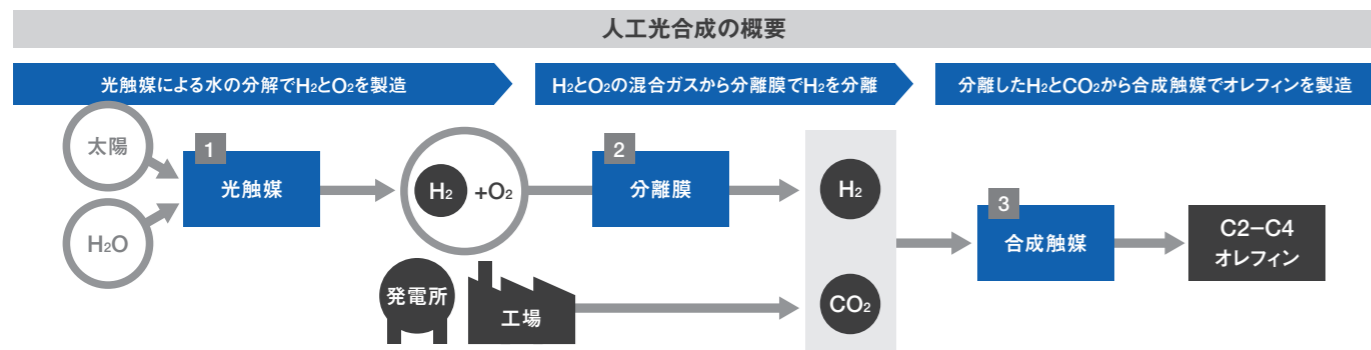 人工光合成の概要
光触媒による水の分解でH₂とO₂を製造
H₂とO₂の混合ガスから分離膜でH₂を分離
分離したH₂とCO₂から合成触媒でオレフィンを製造
太陽
H₂O
1
光触媒
H₂ +O₂
2
分離膜
発電所
工場
H₂
CO₂
3
合成触媒
C2−C4
オレフィン